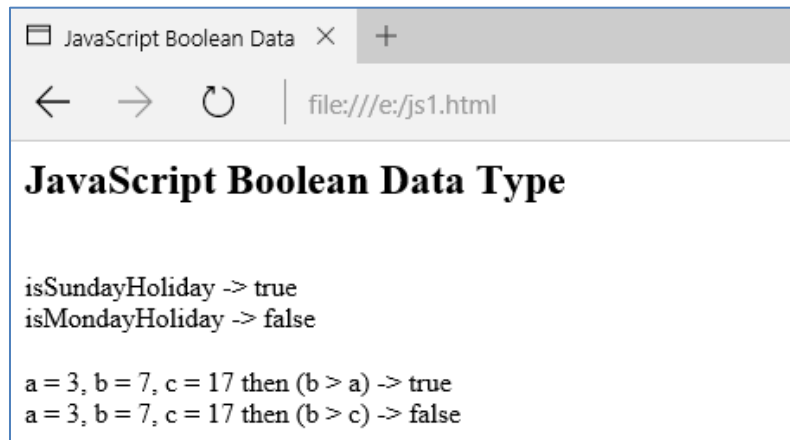 JavaScript Boolean Data
file:///e:/js1.html
JavaScript Boolean Data Type
isSundayHoliday -> true
isMondayHoliday -> false
a = 3, b = 7, c = 17 then (b > a) -> true
a = 3, b = 7, c = 17 then (b > c) -> false